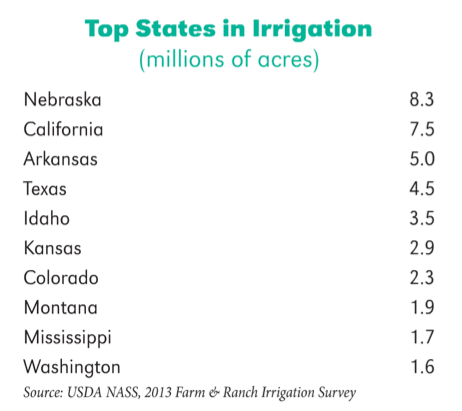 Top States in Irrigation
(millions of acres)
Nebraska 8.3
California 7.5
Arkansas 5.0
Texas 4.5
Idaho 3.5
Kansas 2.9
Colorado 2.3
Montana 1.9
Mississippi 1.7
Washington 1.6
Source: USDA NASS, 2013 Farm & Ranch Irrigation Survey